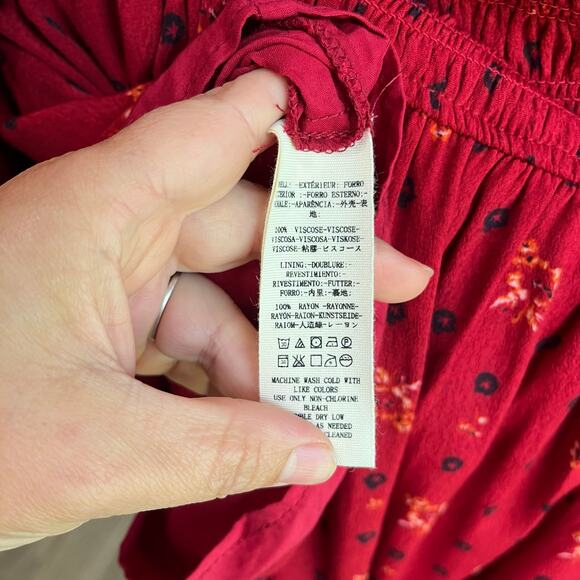 -EXTÉRIEUR: FORRO
-FORRO ESTERNO:-
-APARÊNCIA:-外壳-表
地:
100% VISCOSE-VISCOSE-
VISCOSA-VISCOSA-VISKOSE-
VISCOSE-粘膠-ビスコース
LINING:-DOUBLURE:-
REVESTIMIENTO:-
RIVESTIMENTO:-FUTTER:-
FORRO:-内里:-裏地:
100% RAYON -RAYONNE-
RAYON-RAION-KUNSTSEIDE-
RAIOM-人造絲-レーヨン
MACHINE WASH COLD WITH
LIKE COLORS
USE ONLY NON-CHLORINE
BLEACH
DRY LOW
AS NEEDED
CLEANED